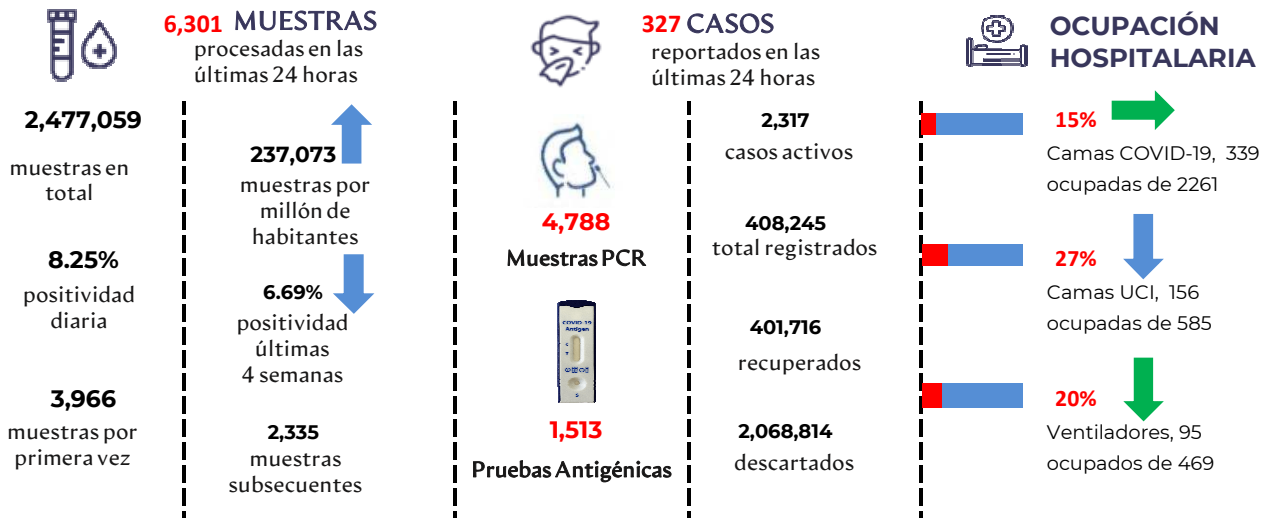 6,301 MUESTRAS
procesadas en las
últimas 24 horas
2,477,059
muestras en
total
8.25%
positividad
diaria
3,966
muestras por
primera vez
237,073
muestras por
millón de
habitantes
6.69%
positividad
últimas
4 semanas
2,335
muestras
subsecuentes
327 CASOS
reportados en las
últimas 24 horas
4,788
Muestras PCR
COVID-19
Antigen
C
T
S
1,513
Pruebas Antigénicas
2,317
casos activos
408,245
total registrados
401,716
recuperados
2,068,814
descartados
OCUPACIÓN
HOSPITALARIA
15%
Camas COVID-19, 339
ocupadas de 2261
27%
Camas UCI, 156
ocupadas de 585
20%
Ventiladores, 95
ocupados de 469